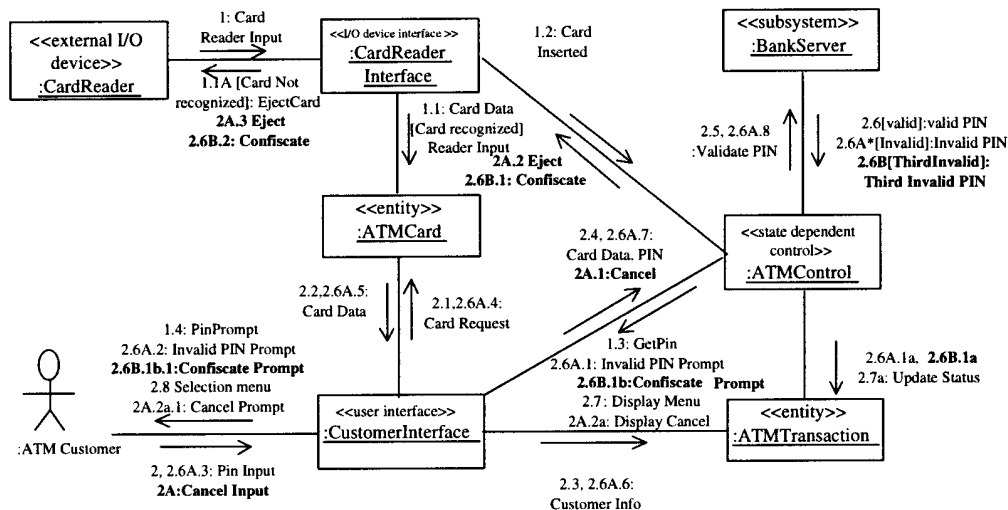 1: Card
Reader Input
<<external I/O
device>>
:CardReader
1.1A [Card Not
recognized]: EjectCard
2A.3 Eject
2.6B.2: Confiscate
<<I/O device interface>>
:CardReader
Interface
1.2: Card
Inserted
<<subsystem>>
:BankServer
1.1: Card Data
[Card recognized]
Reader Input
2A.2 Eject
2.6B.1: Confiscate
2.5, 2.6A.8
:Validate PIN
2.6[valid]:valid PIN
2.6A*[Invalid]:Invalid PIN
2.6B[ThirdInvalid]:
Third Invalid PIN
<<entity>>
:ATMCard
2.4, 2.6A.7:
Card Data, PIN
2A.1:Cancel
<<state dependent
control>>
:ATMControl
2.2,2.6A.5:
Card Data
2.1,2.6A.4:
Card Request
1.4: PinPrompt
2.6A.2: Invalid PIN Prompt
2.6B.1b.1:Confiscate Prompt
2.8 Selection menu
2A.2a.1: Cancel Prompt
1.3: GetPin
2.6A.1: Invalid PIN Prompt
2.6B.1b:Confiscate Prompt
2.7: Display Menu
2A.2a: Display Cancel
2.6A.1a, 2.6B.1a
2.7a: Update Status
:ATM Customer
<<user interface>>
:CustomerInterface
<<entity>>
:ATMTransaction
2, 2.6A.3: Pin Input
2A:Cancel Input
2.3, 2.6A.6:
Customer Info